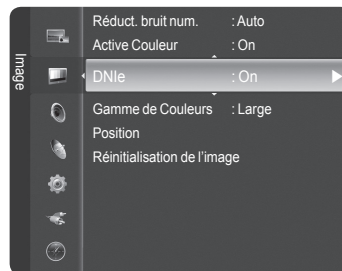 Image
Réduct. bruit num. : Auto
Active Couleur : On
DNIe : On
Gamme de Couleurs : Large
Position
Réinitialisation de l'image